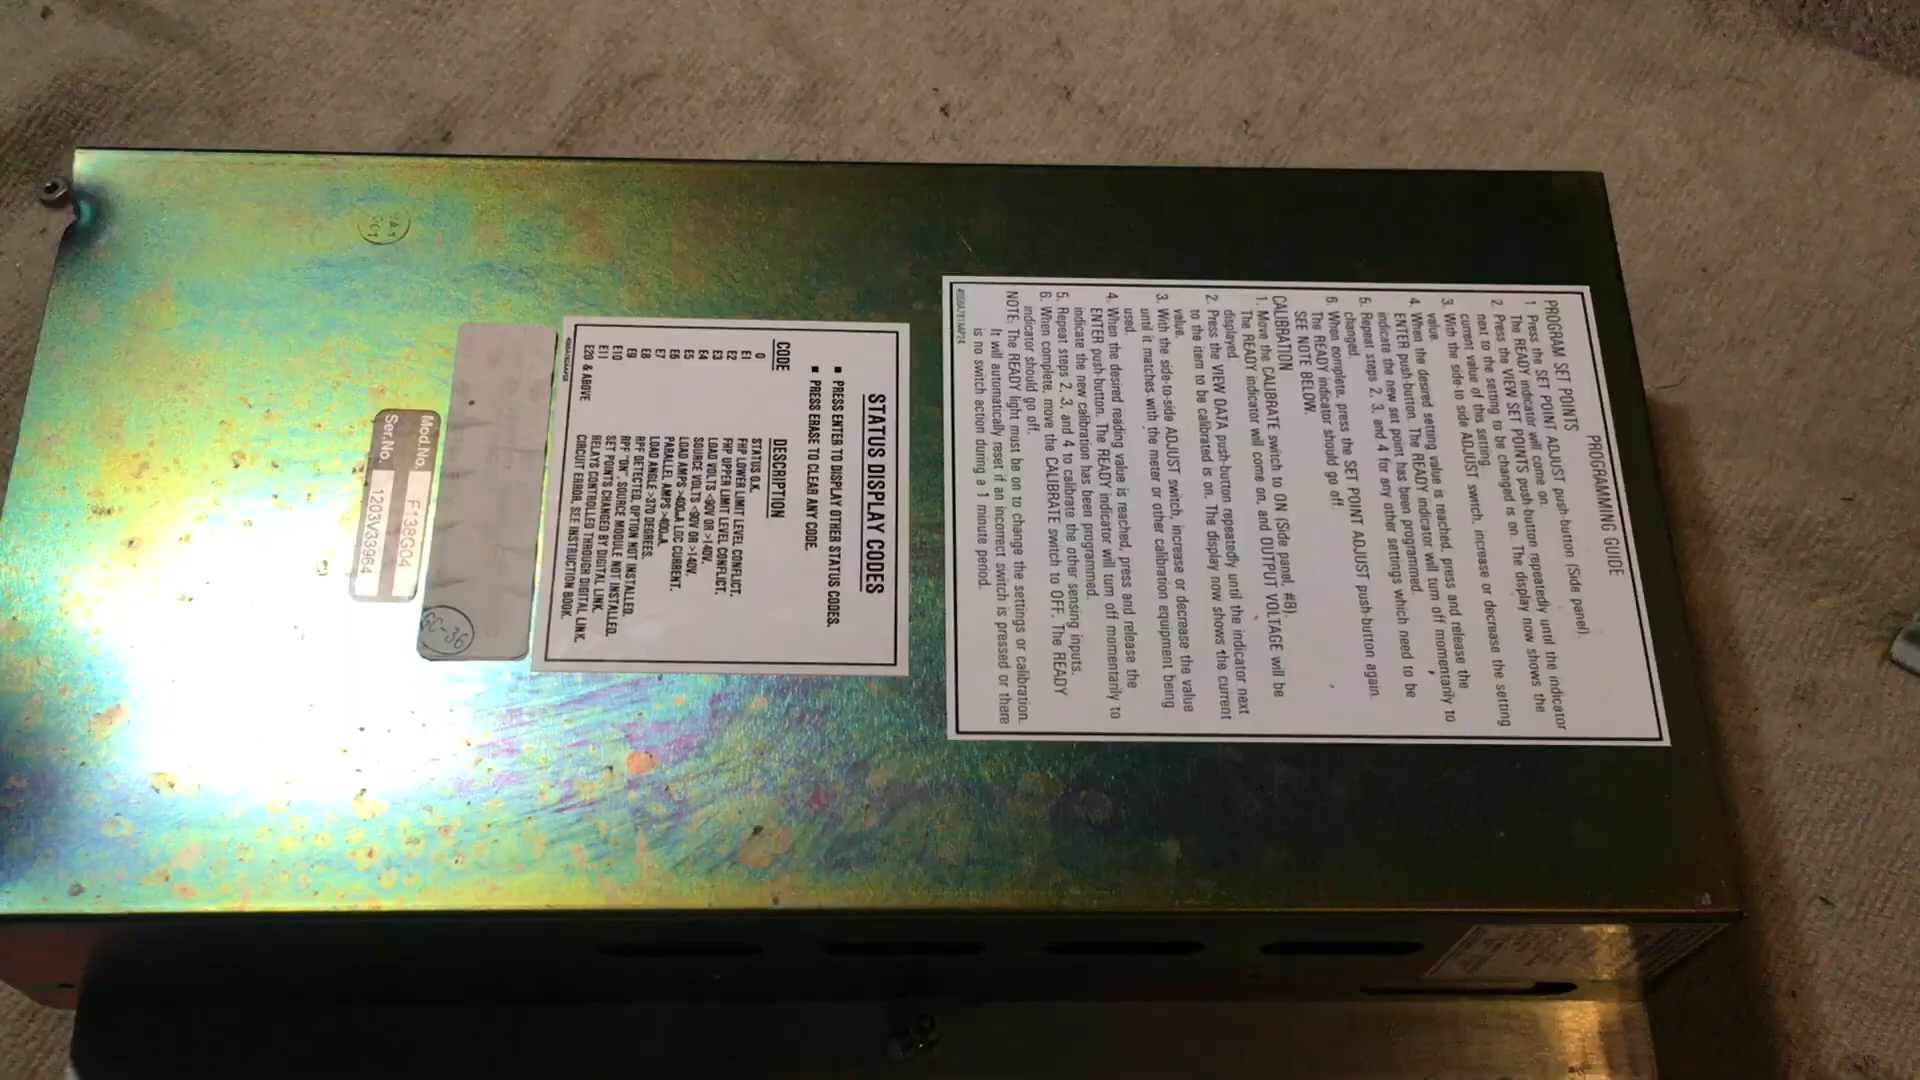 PROGRAMMING GUIDE
PROGRAM SET POINTS
1. Press the SET POINT ADJUST push-button (Side panel).
The READY indicator will come on.
2. Press the VIEW SET POINTS push-button repeatedly until the indicator
next to the setting to be changed is on. The display now shows the
current value of this setting.
3. With the side-to side ADJUST switch, increase or decrease the setting
value.
4. When the desired setting value is reached, press and release the
ENTER push-button. The READY indicator will turn off momentarily to
indicate the new set point has been programmed.
5. Repeat steps 2, 3, and 4 for any other settings which need to be
changed.
6. When complete, press the SET POINT ADJUST push-button again.
The READY indicator should go off.
SEE NOTE BELOW.
CALIBRATION
1. Move the CALIBRATE switch to ON (Side panel, #8).
The READY indicator will come on, and OUTPUT VOLTAGE will be
displayed.
2. Press the VIEW DATA push-button repeatedly until the indicator next
to the item to be calibrated is on. The display now shows the current
value.
3. With the side-to-side ADJUST switch, increase or decrease the value
until it matches with the meter or other calibration equipment being
used.
4. When the desired reading value is reached, press and release the
ENTER push-button. The READY indicator will turn off momentarily to
indicate the new calibration has been programmed.
5. Repeat steps 2, 3, and 4 to calibrate the other sensing inputs.
6. When complete, move the CALIBRATE switch to OFF. The READY
indicator should go off.
NOTE: The READY light must be on to change the settings or calibration.
It will automatically reset if an incorrect switch is pressed or there
is no switch action during a 1 minute period.
STATUS DISPLAY CODES
■ PRESS ENTER TO DISPLAY OTHER STATUS CODES.
■ PRESS ERASE TO CLEAR ANY CODE.
CODE DESCRIPTION
0 STATUS O.K.
E1 FHP LOWER LIMIT LEVEL CONFLICT.
E2 FHP UPPER LIMIT LEVEL CONFLICT.
E3 LOAD VOLTS <90V OR >140V.
E4 SOURCE VOLTS <90V OR >140V.
E5 LOAD AMPS >400mA LDC CURRENT.
E6 PARALLEL AMPS >400mA.
E7 LOAD ANGLE >370 DEGREES.
E8 RPF DETECTED, OPTION NOT INSTALLED.
E9 RPF "ON", SOURCE MODULE NOT INSTALLED.
E10 SET POINTS CHANGED BY DIGITAL LINK.
E11 RELAYS CONTROLLED THROUGH DIGITAL LINK.
E20 & ABOVE CIRCUIT ERROR, SEE INSTRUCTION BOOK.
GC-36
Mod.No. F138G04
Ser.No. 1203V33964